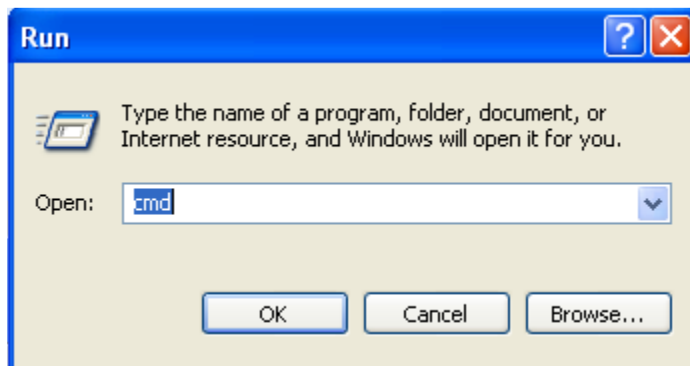 Run
Type the name of a program, folder, document, or
Internet resource, and Windows will open it for you.
Open: cmd
OK Cancel Browse...